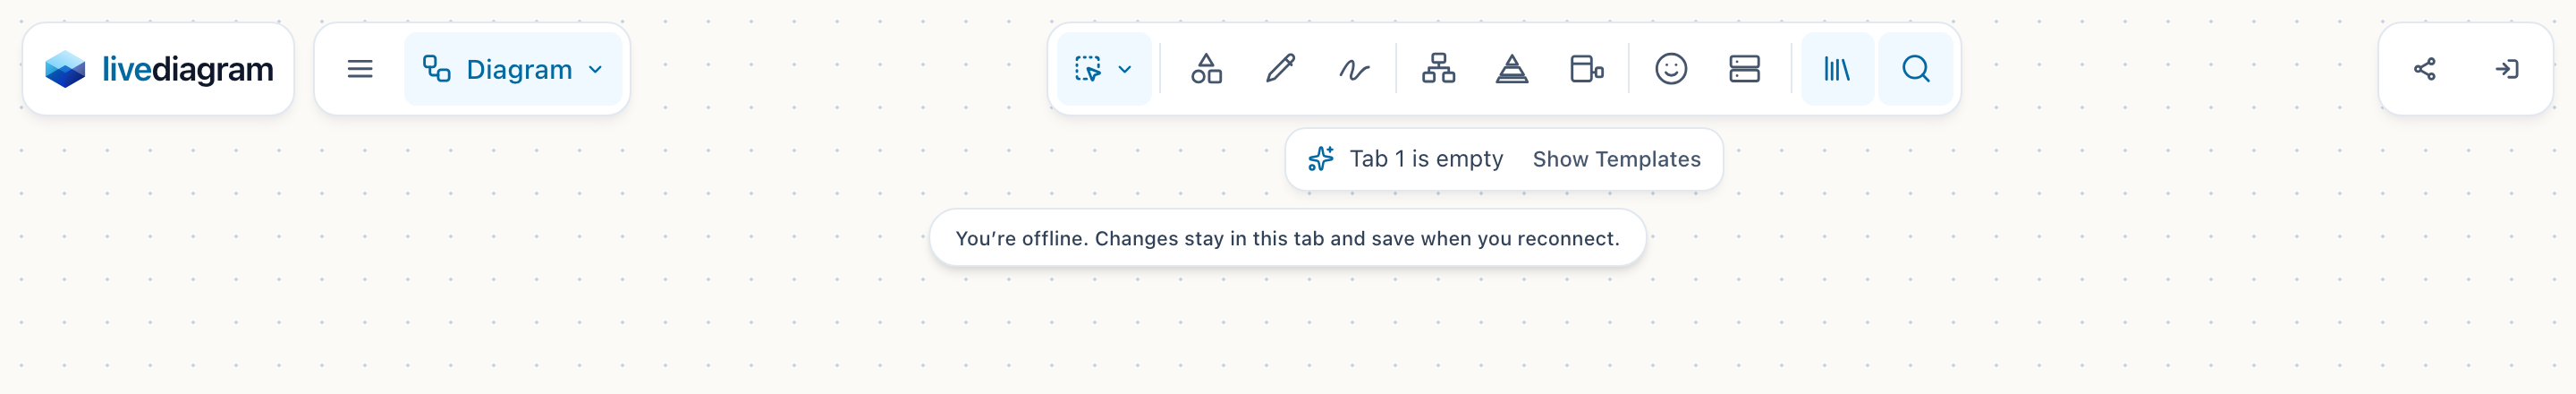 livediagram
Diagram
Tab 1 is empty Show Templates
You’re offline. Changes stay in this tab and save when you reconnect.